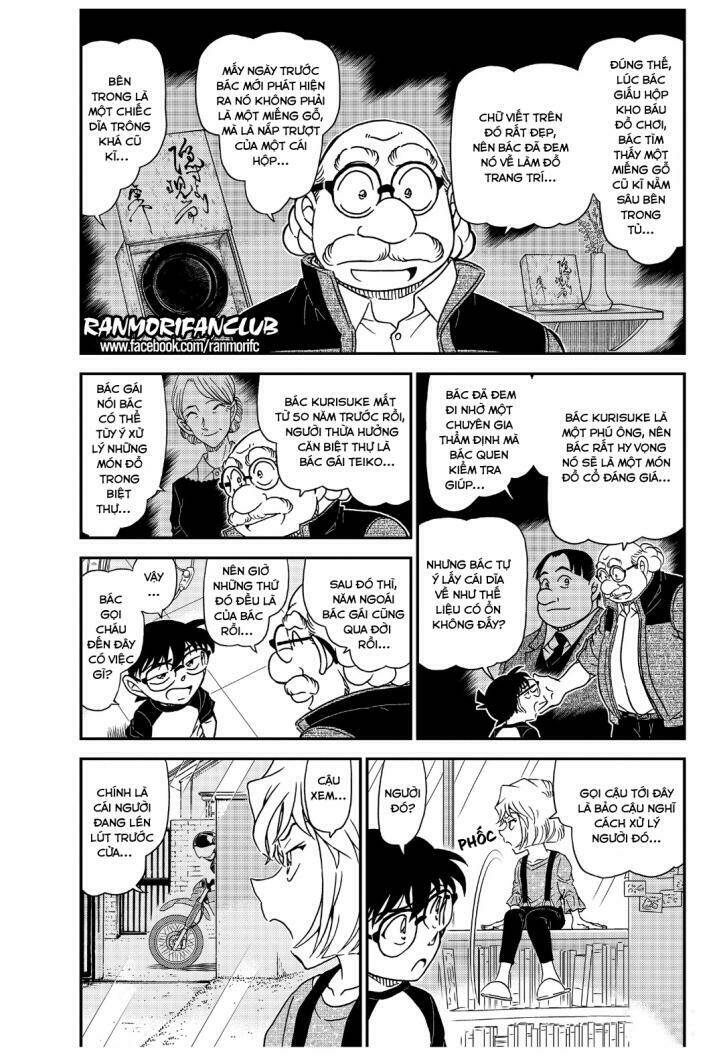 ĐÚNG THẾ,
LÚC BÁC
GIẤU HỘP
KHO BÁU
ĐỒ CHƠI,
BÁC TÌM
THẤY MỘT
MIẾNG GỖ
CŨ KĨ NẰM
SÂU BÊN
TRONG
TỦ...
CHỮ VIẾT TRÊN
ĐÓ RẤT ĐẸP,
NÊN BÁC ĐÃ ĐEM
NÓ VỀ LÀM ĐỒ
TRANG TRÍ...
MẤY NGÀY TRƯỚC
BÁC MỚI PHÁT HIỆN
RA NÓ KHÔNG PHẢI
LÀ MỘT MIẾNG GỖ,
MÀ LÀ NẮP TRƯỢT
CỦA MỘT CÁI
HỘP...
BÊN
TRONG LÀ
MỘT CHIẾC
DĨA TRÔNG
KHÁ CŨ
KĨ...
RANMORIFANCLUB
www.facebook.com/ranmorifc
BÁC KURISUKE LÀ
MỘT PHÚ ÔNG, NÊN
BÁC RẤT HY VỌNG
NÓ SẼ LÀ MỘT MÓN
ĐỒ CỔ ĐÁNG GIÁ...
BÁC ĐÃ ĐEM
ĐI NHỜ MỘT
CHUYÊN GIA
THẨM ĐỊNH MÀ
BÁC QUEN
KIỂM TRA
GIÚP...
NHƯNG BÁC TỰ
Ý LẤY CÁI DĨA
VỀ NHƯ THẾ
LIỆU CÓ ỔN
KHÔNG ĐẤY?
BÁC KURISUKE MẤT
TỪ 50 NĂM TRƯỚC RỒI,
NGƯỜI THỪA HƯỞNG
CĂN BIỆT THỰ LÀ
BÁC GÁI TEIKO...
BÁC GÁI
NÓI BÁC
CÓ THỂ
TÙY Ý XỬ
LÝ NHỮNG
MÓN ĐỒ
TRONG
BIỆT
THỰ...
SAU ĐÓ THÌ,
NĂM NGOÁI
BÁC GÁI CŨNG
QUA ĐỜI
RỒI...
NÊN GIỜ
NHỮNG THỨ
ĐÓ ĐỀU LÀ
CỦA BÁC
RỒI...
VẬY
...
BÁC
GỌI
CHÁU
ĐẾN ĐÂY
CÓ VIỆC
GÌ?
GỌI CẬU TỚI ĐÂY
LÀ BẢO CẬU NGHĨ
CÁCH XỬ LÝ
NGƯỜI ĐÓ...
PHỐC
NGƯỜI
ĐÓ?
CẬU
XEM...
CHÍNH LÀ
CÁI NGƯỜI
ĐANG LÉN
LÚT TRƯỚC
CỬA...